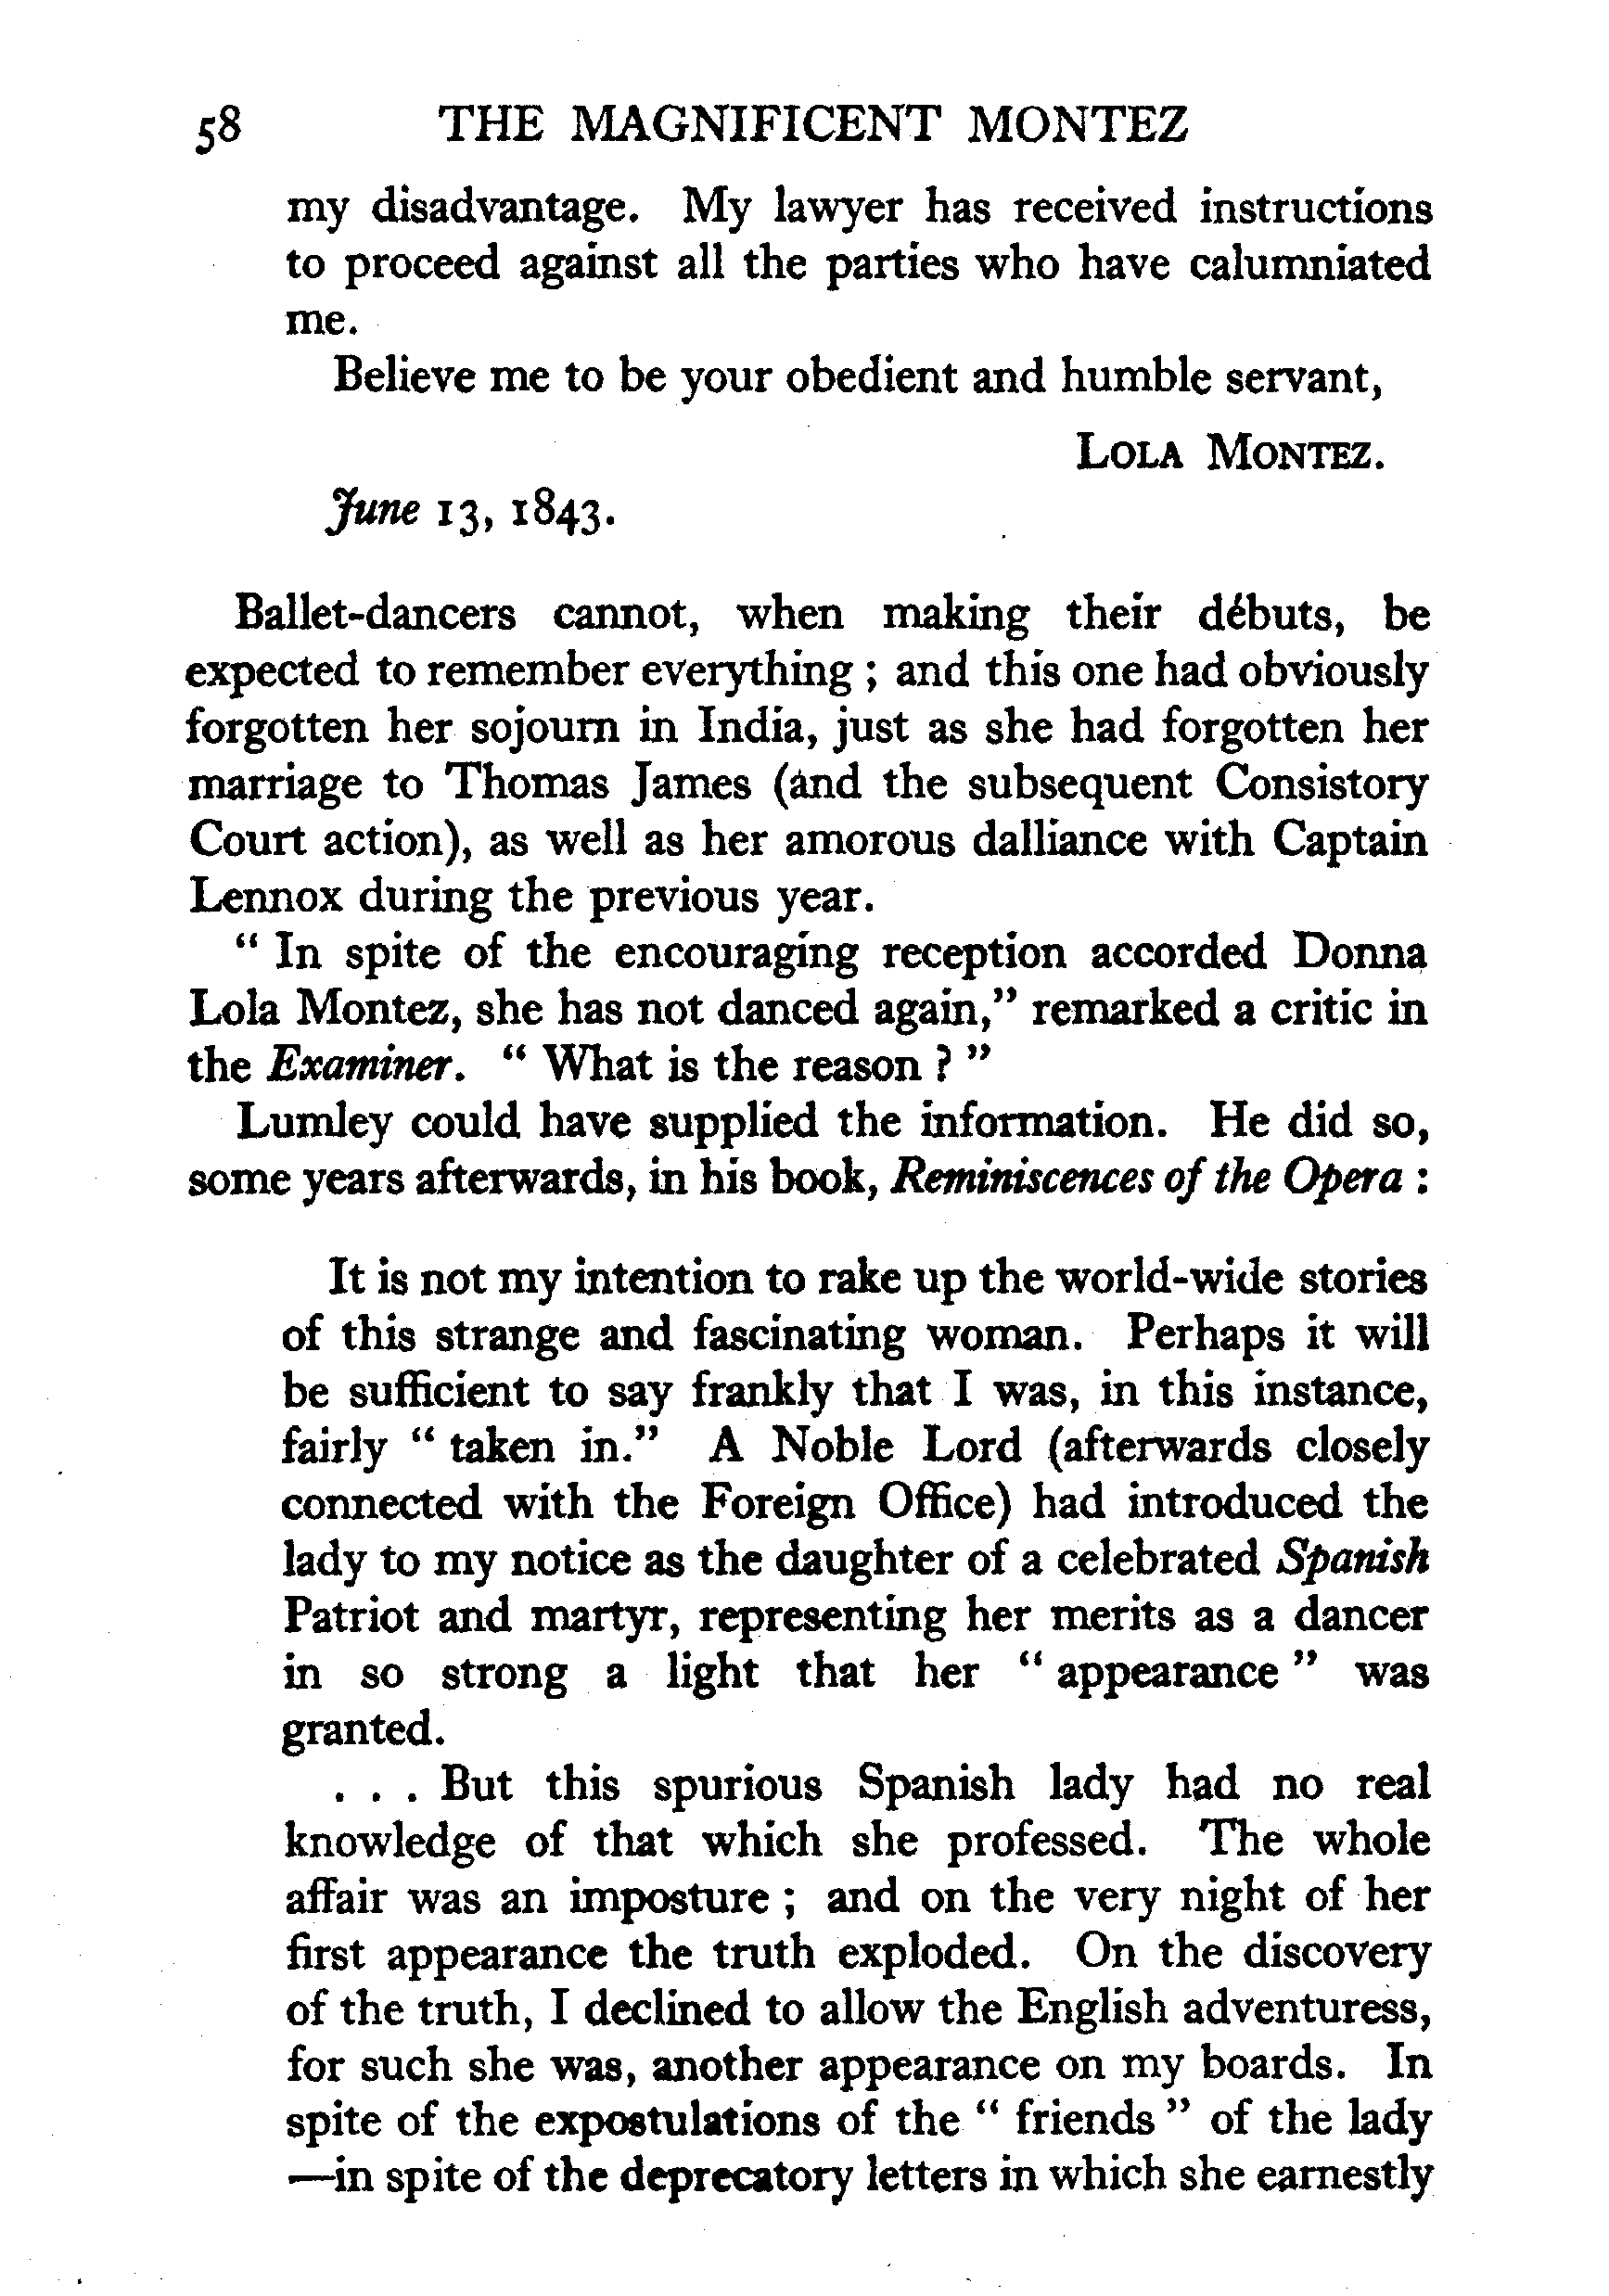 58 THE MAGNIFICENT MONTEZ
my disadvantage. My lawyer has received instructions
to proceed against all the parties who have calumniated
me.
Believe me to be your obedient and humble servant,
LOLA MONTEZ.
June 13, 1843.
Ballet-dancers cannot, when making their débuts, be
expected to remember everything ; and this one had obviously
forgotten her sojourn in India, just as she had forgotten her
marriage to Thomas James (and the subsequent Consistory
Court action), as well as her amorous dalliance with Captain
Lennox during the previous year.
“ In spite of the encouraging reception accorded Donna
Lola Montez, she has not danced again,” remarked a critic in
the Examiner. “ What is the reason ? ”
Lumley could have supplied the information. He did so,
some years afterwards, in his book, Reminiscences of the Opera :
It is not my intention to rake up the world-wide stories
of this strange and fascinating woman. Perhaps it will
be sufficient to say frankly that I was, in this instance,
fairly “ taken in.” A Noble Lord (afterwards closely
connected with the Foreign Office) had introduced the
lady to my notice as the daughter of a celebrated Spanish
Patriot and martyr, representing her merits as a dancer
in so strong a light that her “ appearance ” was
granted.
. . . But this spurious Spanish lady had no real
knowledge of that which she professed. The whole
affair was an imposture ; and on the very night of her
first appearance the truth exploded. On the discovery
of the truth, I declined to allow the English adventuress,
for such she was, another appearance on my boards. In
spite of the expostulations of the “ friends ” of the lady
—in spite of the deprecatory letters in which she earnestly